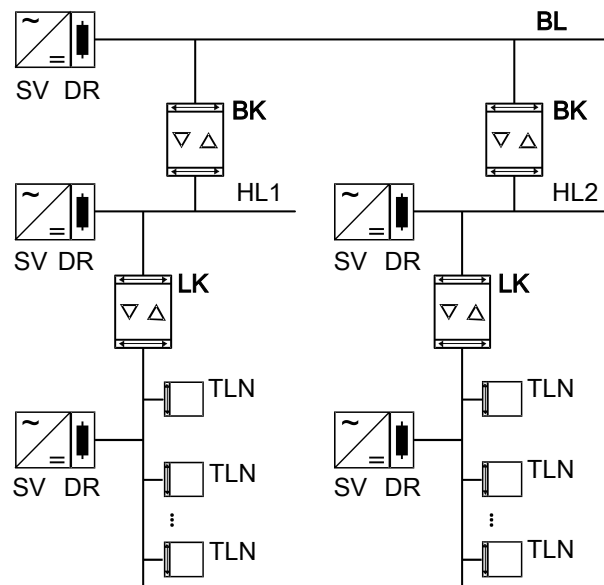 BL
SV DR
BK BK
HL1 HL2
SV DR SV DR
LK LK
TLN TLN
SV DR SV DR
TLN TLN
TLN TLN